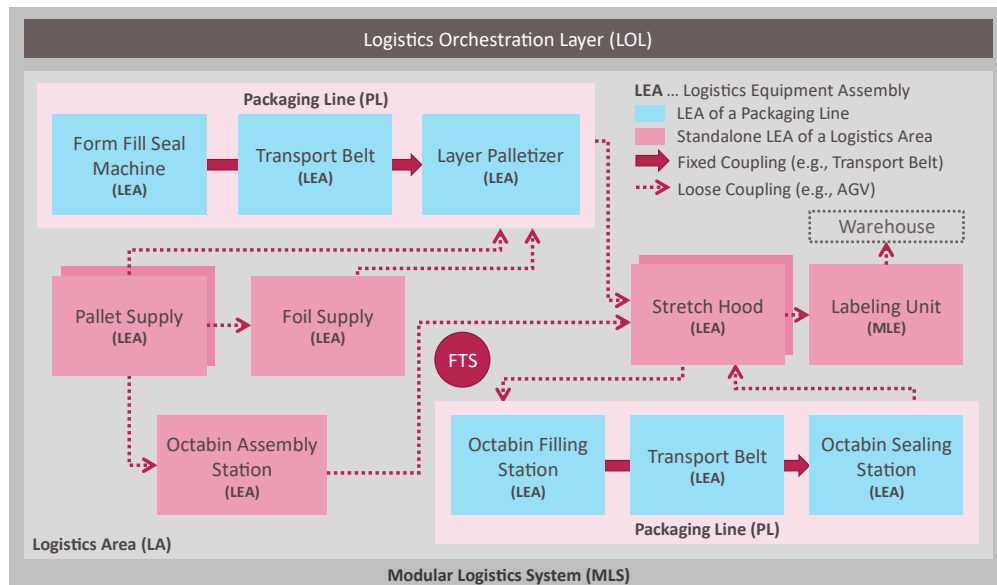 Logistics Orchestration Layer (LOL)
Packaging Line (PL)
Form Fill Seal
Machine
(LEA)
Transport Belt
(LEA)
Layer Palletizer
(LEA)
LEA ... Logistics Equipment Assembly
LEA of a Packaging Line
Standalone LEA of a Logistics Area
Fixed Coupling (e.g., Transport Belt)
Loose Coupling (e.g., AGV)
Warehouse
Pallet Supply
(LEA)
Foil Supply
(LEA)
Stretch Hood
(LEA)
Labeling Unit
(MLE)
FTS
Octabin Assembly
Station
(LEA)
Octabin Filling
Station
(LEA)
Transport Belt
(LEA)
Octabin Sealing
Station
(LEA)
Packaging Line (PL)
Logistics Area (LA)
Modular Logistics System (MLS)